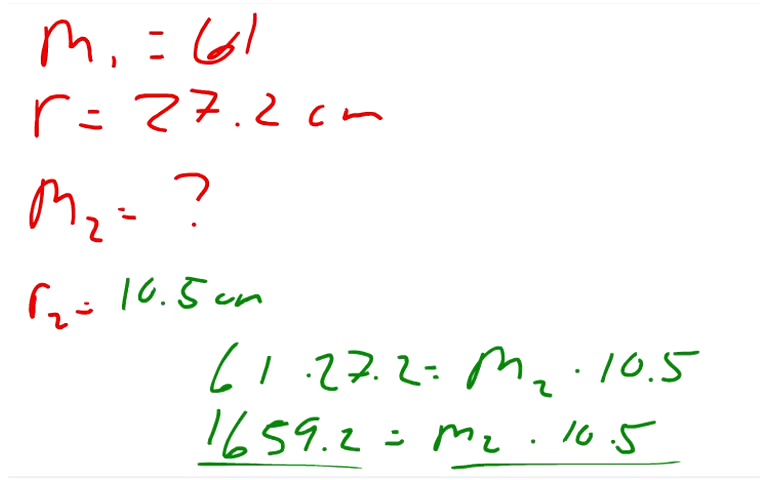 m₁ = 61
r = 27.2 cm
m₂ = ?
r₂ = 10.5 cm
61 · 27.2 = m₂ · 10.5
1659.2 = m₂ · 10.5